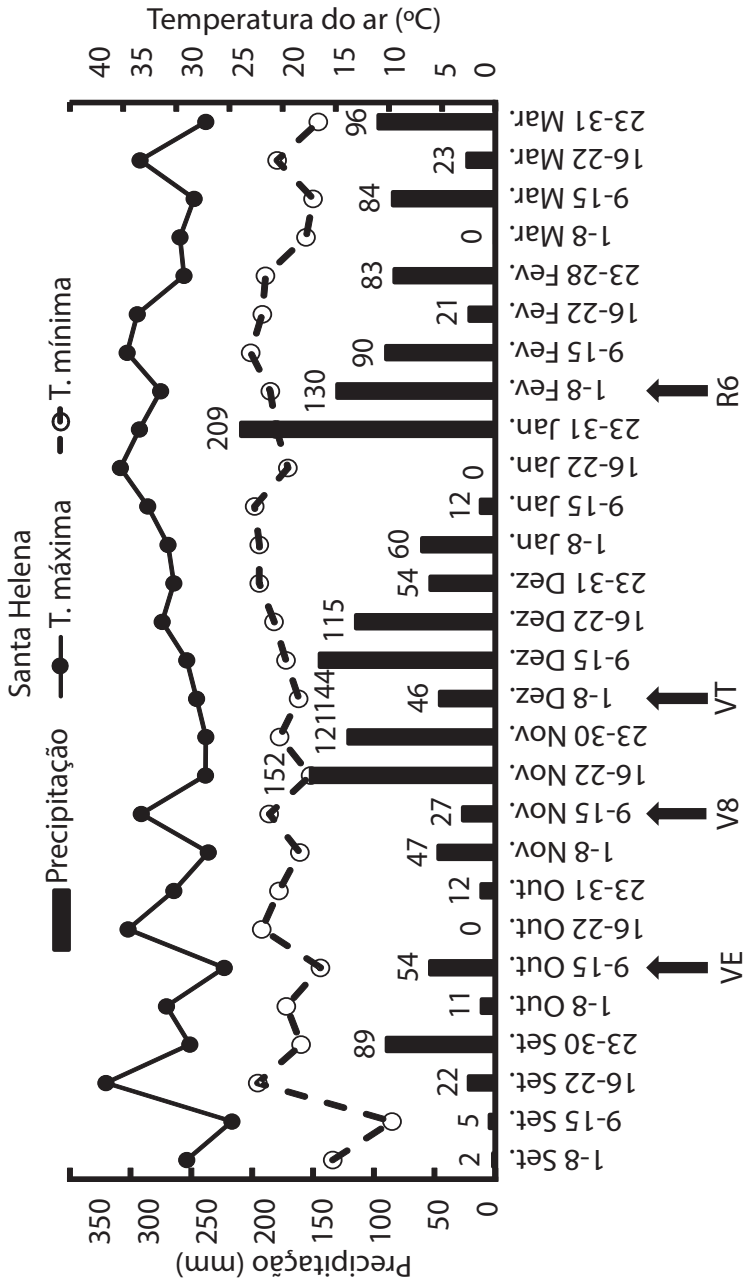 Santa Helena
Precipitação
T. máxima
T. mínima
Precipitação (mm)
350
300
250
200
150
100
50
0
Temperatura do ar (ºC)
40
35
30
25
20
15
10
5
0
2
5
22
89
11
54
0
12
47
27
152
121
46
144
115
54
60
12
0
209
130
90
21
83
0
84
23
96
1-8 Set.
9-15 Set.
16-22 Set.
23-30 Set.
1-8 Out.
9-15 Out.
16-22 Out.
23-31 Out.
1-8 Nov.
9-15 Nov.
16-22 Nov.
23-30 Nov.
1-8 Dez.
9-15 Dez.
16-22 Dez.
23-31 Dez.
1-8 Jan.
9-15 Jan.
16-22 Jan.
23-31 Jan.
1-8 Fev.
9-15 Fev.
16-22 Fev.
23-28 Fev.
1-8 Mar.
9-15 Mar.
16-22 Mar.
23-31 Mar.
VE
V8
VT
R6